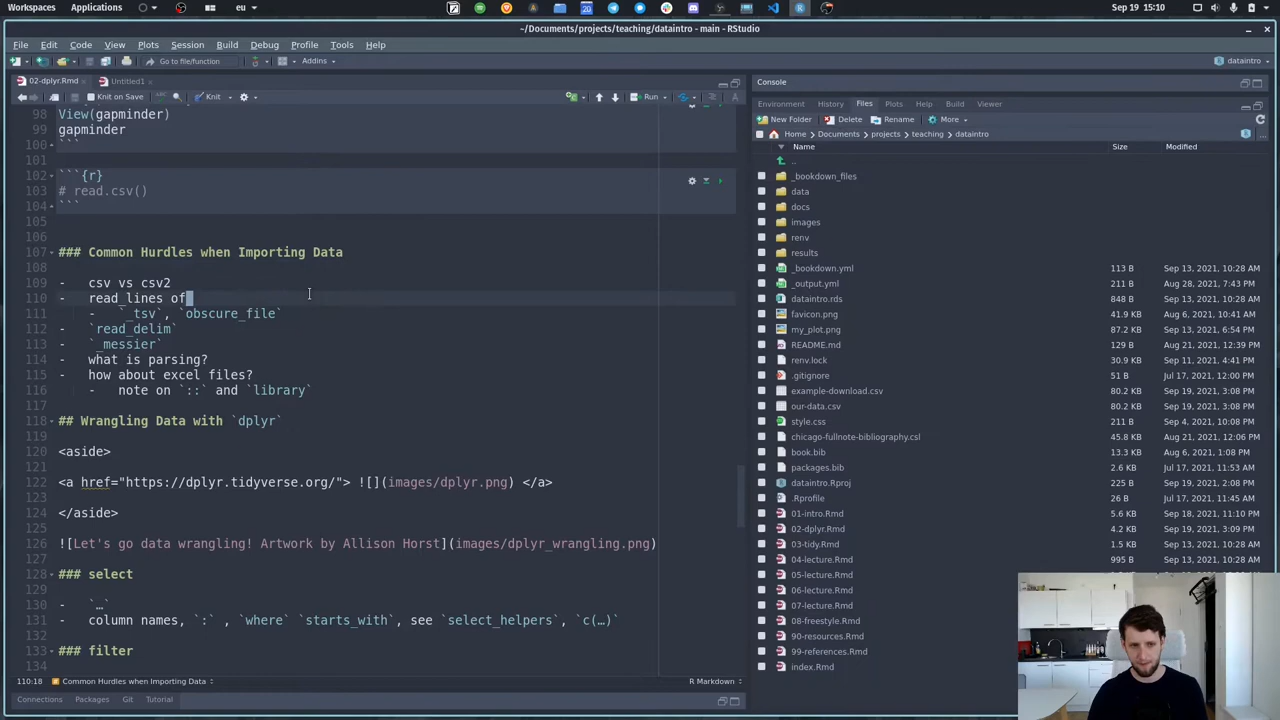 Workspaces
Applications
20
eu
Sep 19 15:10
~/Documents/projects/teaching/dataintro - main - RStudio
File Edit Code View Plots Session Build Debug Profile Tools Help
Go to file/function
Addins
dataintro
02-dplyr.Rmd
Untitled1
Knit on Save
Knit
Run
98 View(gapminder)
99 gapminder
100 ```
101
102 ```{r}
103 # read.csv()
104 ```
105
106
107 ### Common Hurdles when Importing Data
108
109 - csv vs csv2
110 - read_lines of
111 - `_tsv`, `obscure_file`
112 - `read_delim`
113 - `_messier`
114 - what is parsing?
115 - how about excel files?
116 - note on `::` and `library`
117
118 ## Wrangling Data with `dplyr`
119
120 <aside>
121
122 <a href="https://dplyr.tidyverse.org/"> ![](images/dplyr.png) </a>
123
124 </aside>
125
126 ![Let's go data wrangling! Artwork by Allison Horst](images/dplyr_wrangling.png)
127
128 ### select
129
130 - `…`
131 - column names, `:` , `where` `starts_with`, see `select_helpers`, `c(…)`
132
133 ### filter
134
110:18 Common Hurdles when Importing Data
R Markdown
Connections Packages Git Tutorial
Console
Environment History Files Plots Help Build Viewer
New Folder Delete Rename More
Home Documents projects teaching dataintro
Name Size Modified
..
_bookdown_files
data
docs
images
renv
results
_bookdown.yml 113 B Sep 13, 2021, 10:28 AM
_output.yml 211 B Aug 28, 2021, 7:43 PM
dataintro.rds 848 B Sep 13, 2021, 10:28 AM
favicon.png 41.9 KB Aug 6, 2021, 10:41 AM
my_plot.png 87.2 KB Sep 13, 2021, 6:54 PM
README.md 129 B Aug 21, 2021, 12:39 PM
renv.lock 30.9 KB Sep 11, 2021, 4:41 PM
.gitignore 51 B Jul 17, 2021, 12:00 PM
example-download.csv 80.2 KB Sep 19, 2021, 3:08 PM
our-data.csv 80.2 KB Sep 19, 2021, 3:08 PM
style.css 211 B Sep 4, 2021, 10:08 PM
chicago-fullnote-bibliography.csl 45.8 KB Aug 21, 2021, 12:06 PM
book.bib 13.3 KB Aug 6, 2021, 1:08 PM
packages.bib 2.6 KB Jul 17, 2021, 11:53 AM
dataintro.Rproj 225 B Jul 17, 2021, 11:53 AM
.Rprofile 26 B Jul 17, 2021, 11:45 AM
01-intro.Rmd 5.6 KB Sep 18, 2021, 11:10 PM
02-dplyr.Rmd 4.2 KB Sep 19, 2021, 3:09 PM
03-tidy.Rmd 1.5 KB Sep 13, 2021, 10:28 AM
04-lecture.Rmd 995 B Sep 13, 2021, 10:28 AM
05-lecture.Rmd
06-lecture.Rmd
07-lecture.Rmd
08-freestyle.Rmd
90-resources.Rmd
99-references.Rmd
index.Rmd